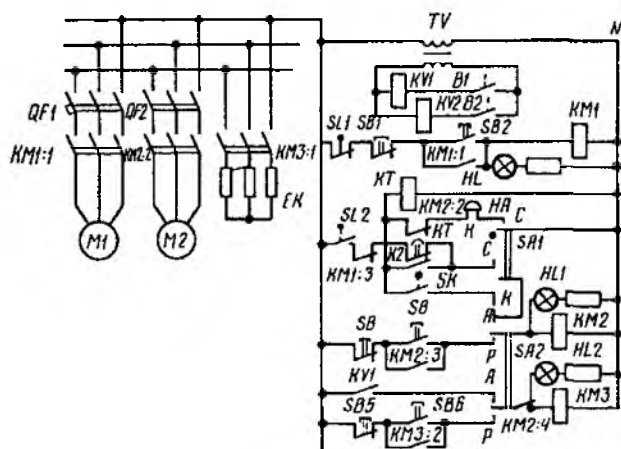 TV
N
KV1 B1
KV2 B2
QF1 QF2
SL1 SB1 SB2 KM1
KM1:1 KM2:2 KM3:1 KM1:1
HL
EK KT KM2:2 HA
SL2 KT K C
M1 M2 K2 C SA1
KM1:3 SK HL1
K
A KM2
SB SB
KM2:3 P SA2 HL2
KV1 A
SB5 SB6 KM3
KM3:2 P KM2:4